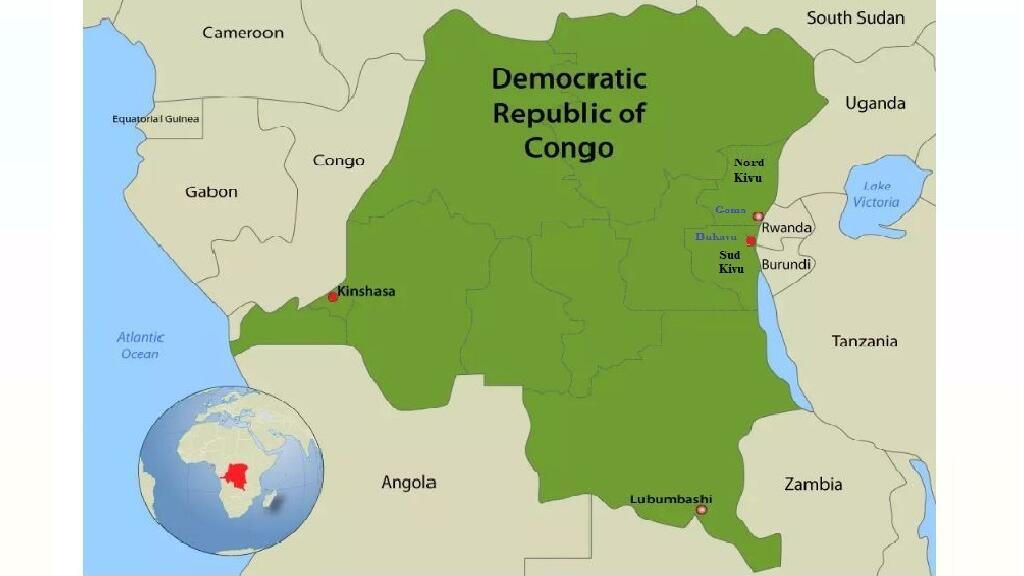 South Sudan
Cameroon
Democratic
Republic of
Congo
Uganda
Equatorial Guinea
Congo
Nord
Kivu
Gabon
Lake
Victoria
Goma
Rwanda
Bukavu
Sud
Kivu
Burundi
Kinshasa
Atlantic
Ocean
Tanzania
Angola
Zambia
Lubumbashi